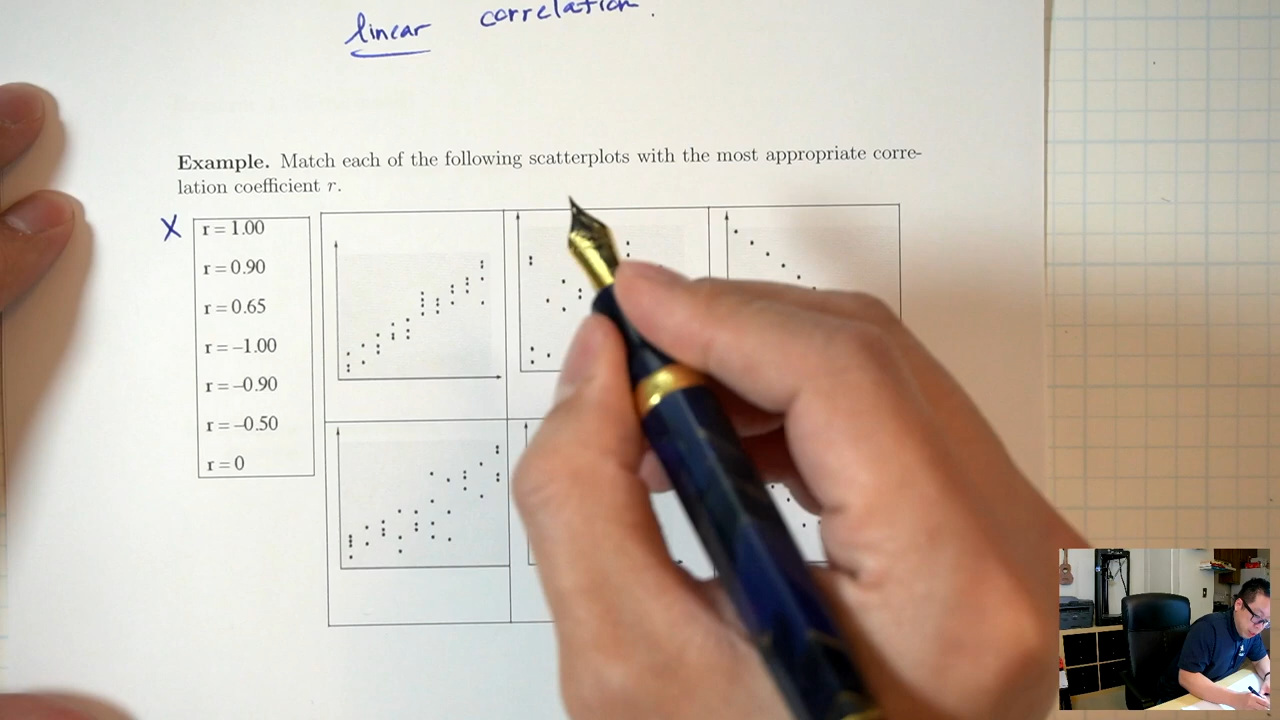 linear correlation.
Example. Match each of the following scatterplots with the most appropriate corre-
lation coefficient r.
X
r = 1.00
r = 0.90
r = 0.65
r = –1.00
r = –0.90
r = –0.50
r = 0